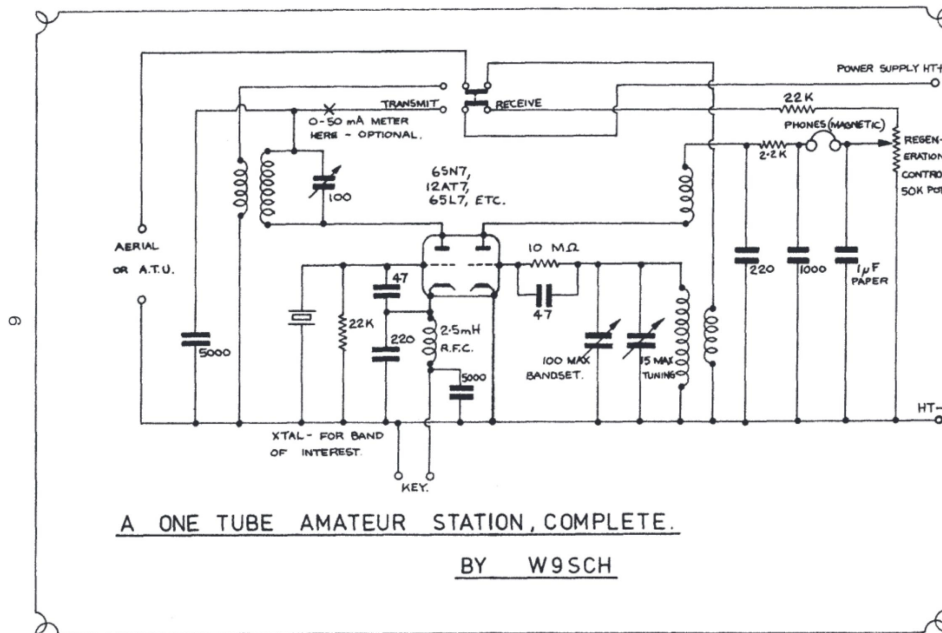 POWER SUPPLY HT+
TRANSMIT
RECEIVE
22K
0-50 mA METER
HERE - OPTIONAL.
PHONES (MAGNETIC)
2·2K
REGEN-
ERATION
CONTRO
50K POT
100
6SN7,
12AT7,
6SL7, ETC.
AERIAL
OR A.T.U.
10 MΩ
47
47
220
1000
1µF
PAPER
22K
220
2·5mH
R.F.C.
5000
5000
100 MAX
BANDSET.
15 MAX
TUNING
HT-
XTAL - FOR BAND
OF INTEREST.
KEY.
A ONE TUBE AMATEUR STATION, COMPLETE.
BY W9SCH
9